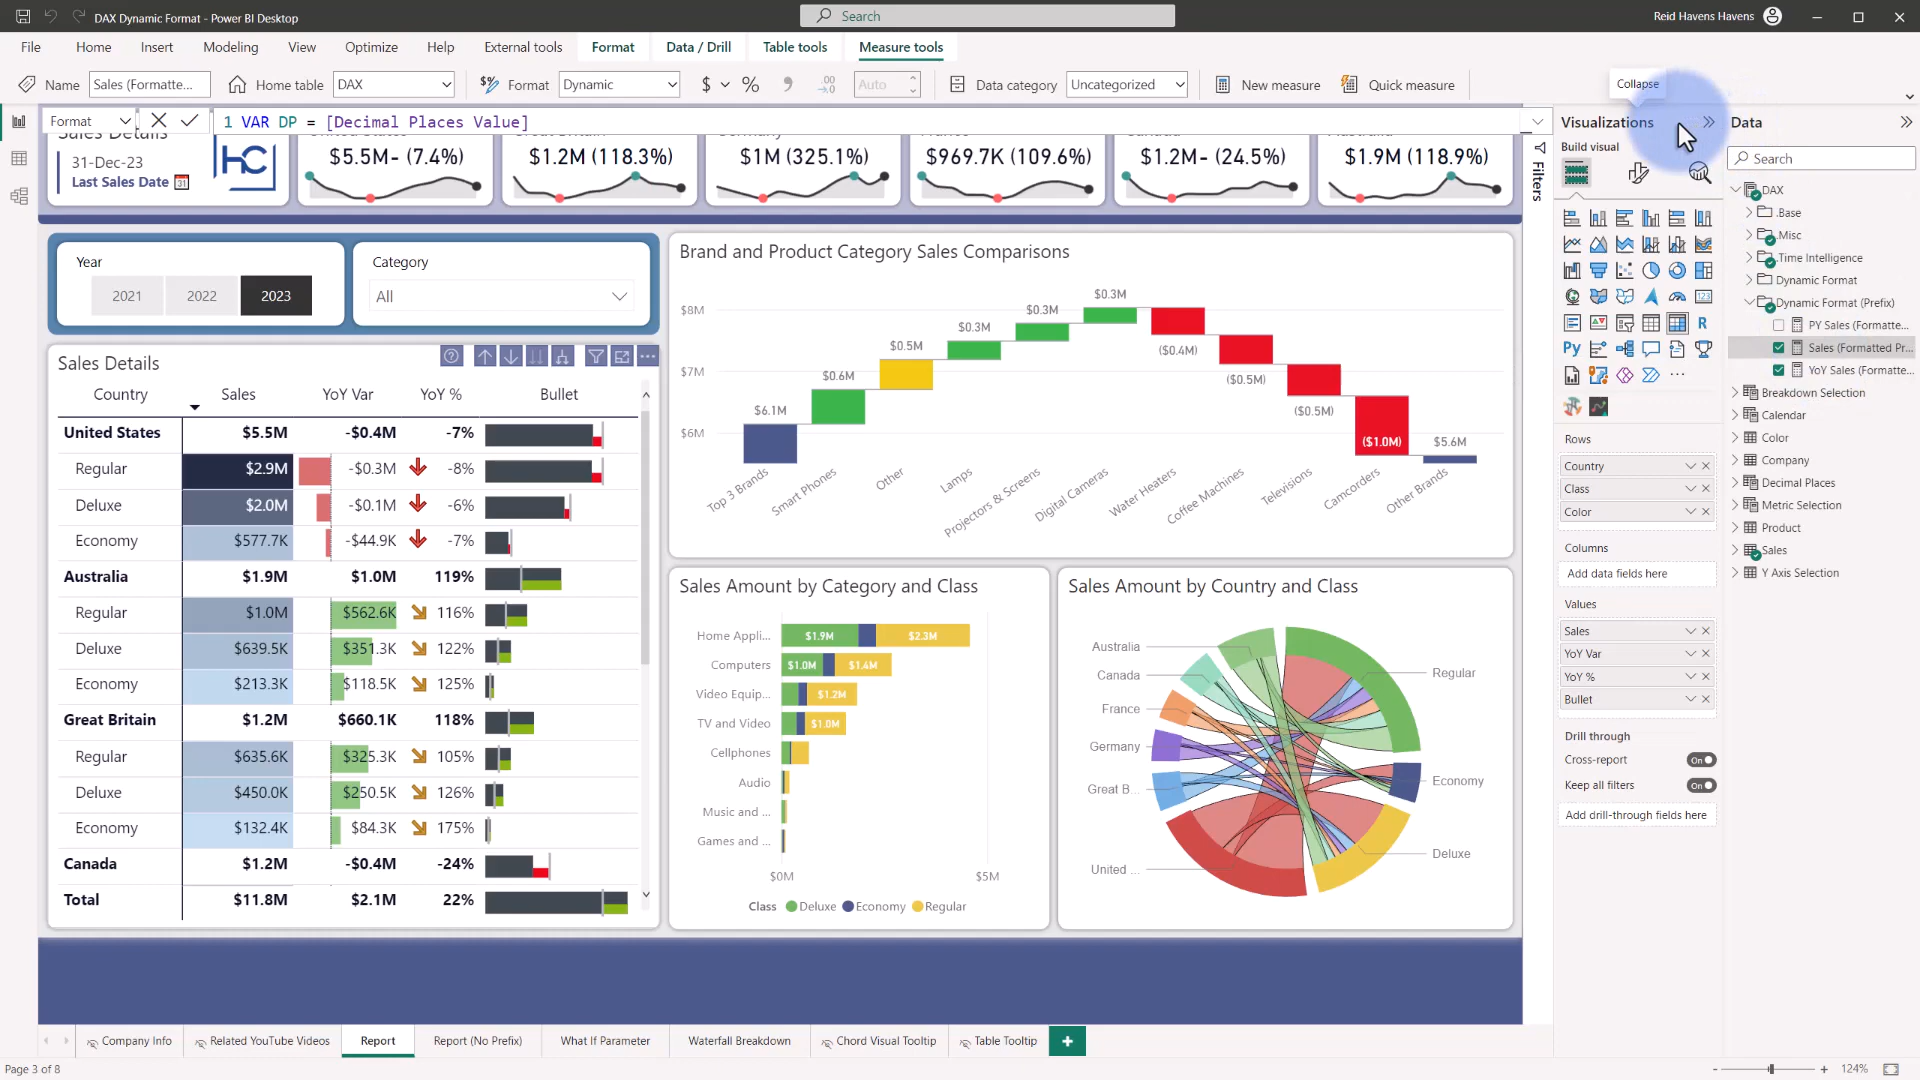 DAX Dynamic Format - Power BI Desktop
Search
Reid Havens Havens
File Home Insert Modeling View Optimize Help External tools Format Data / Drill Table tools Measure tools
Name Sales (Formatte... Home table DAX Format Dynamic $ % Auto Data category Uncategorized New measure Quick measure
Collapse
Format 1 VAR DP = [Decimal Places Value]
31-Dec-23
Last Sales Date
HC
$5.5M- (7.4%)
$1.2M (118.3%)
$1M (325.1%)
$969.7K (109.6%)
$1.2M- (24.5%)
$1.9M (118.9%)
Filters
Year
2021 2022 2023
Category
All
Sales Details
Country Sales YoY Var YoY % Bullet
United States $5.5M -$0.4M -7%
Regular $2.9M -$0.3M -8%
Deluxe $2.0M -$0.1M -6%
Economy $577.7K -$44.9K -7%
Australia $1.9M $1.0M 119%
Regular $1.0M $562.6K 116%
Deluxe $639.5K $351.3K 122%
Economy $213.3K $118.5K 125%
Great Britain $1.2M $660.1K 118%
Regular $635.6K $325.3K 105%
Deluxe $450.0K $250.5K 126%
Economy $132.4K $84.3K 175%
Canada $1.2M -$0.4M -24%
Total $11.8M $2.1M 22%
Brand and Product Category Sales Comparisons
$8M
$7M
$6M
$6.1M
$0.6M
$0.5M
$0.3M
$0.3M
$0.3M
($0.4M)
($0.5M)
($0.5M)
($1.0M)
$5.6M
Top 3 Brands
Smart Phones
Other
Lamps
Projectors & Screens
Digital Cameras
Water Heaters
Coffee Machines
Televisions
Camcorders
Other Brands
Sales Amount by Category and Class
Home Appli... $1.9M $2.3M
Computers $1.0M $1.4M
Video Equip... $1.2M
TV and Video $1.0M
Cellphones
Audio
Music and ...
Games and ...
$0M $5M
Class Deluxe Economy Regular
Sales Amount by Country and Class
Australia
Canada
France
Germany
Great B...
United ...
Regular
Economy
Deluxe
Visualizations
Build visual
R
Py
123
...
Rows
Country
Class
Color
Columns
Add data fields here
Values
Sales
YoY Var
YoY %
Bullet
Drill through
Cross-report On
Keep all filters On
Add drill-through fields here
Data
Search
DAX
.Base
.Misc
.Time Intelligence
Dynamic Format
Dynamic Format (Prefix)
PY Sales (Formatte...
Sales (Formatted Pr...
YoY Sales (Formatte...
Breakdown Selection
Calendar
Color
Company
Decimal Places
Metric Selection
Product
Sales
Y Axis Selection
Company Info Related YouTube Videos Report Report (No Prefix) What If Parameter Waterfall Breakdown Chord Visual Tooltip Table Tooltip +
Page 3 of 8
- + 124%